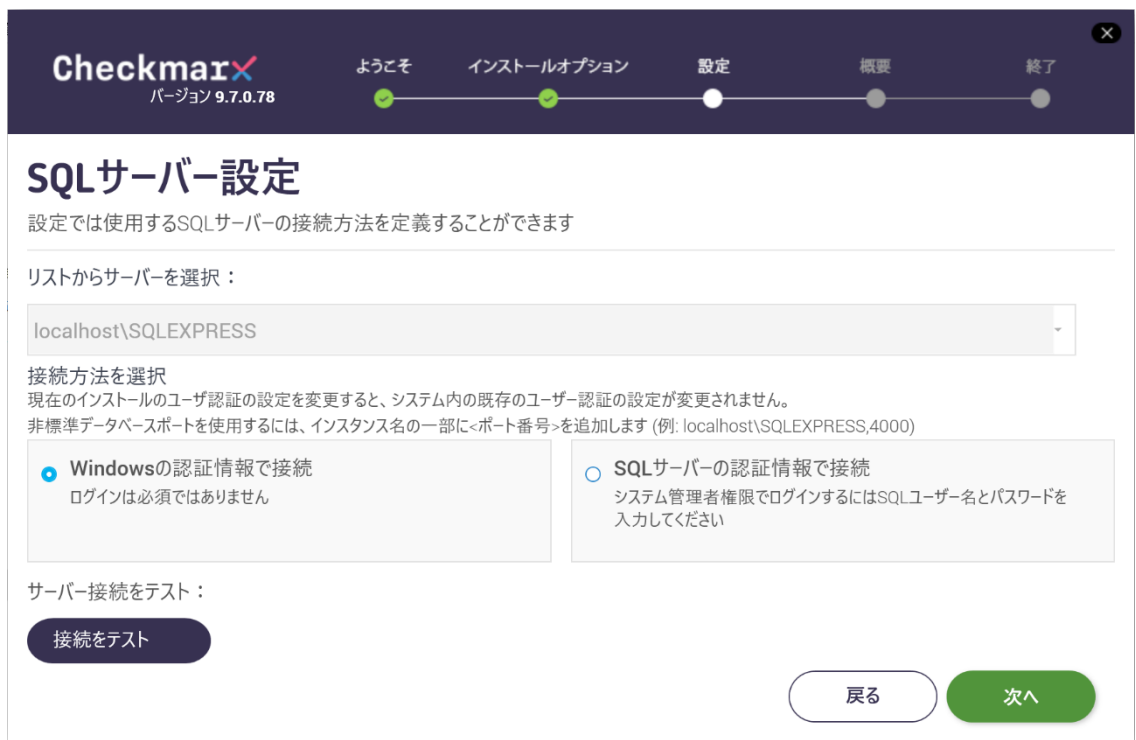 Checkmarx
バージョン 9.7.0.78
ようこそ
インストールオプション
設定
概要
終了
SQLサーバー設定
設定では使用するSQLサーバーの接続方法を定義することができます
リストからサーバーを選択：
localhost\SQLEXPRESS
接続方法を選択
現在のインストールのユーザ認証の設定を変更すると、システム内の既存のユーザー認証の設定が変更されません。
非標準データベースポートを使用するには、インスタンス名の一部に<ポート番号>を追加します (例: localhost\SQLEXPRESS,4000)
Windowsの認証情報で接続
ログインは必須ではありません
SQLサーバーの認証情報で接続
システム管理者権限でログインするにはSQLユーザー名とパスワードを
入力してください
サーバー接続をテスト：
接続をテスト
戻る
次へ